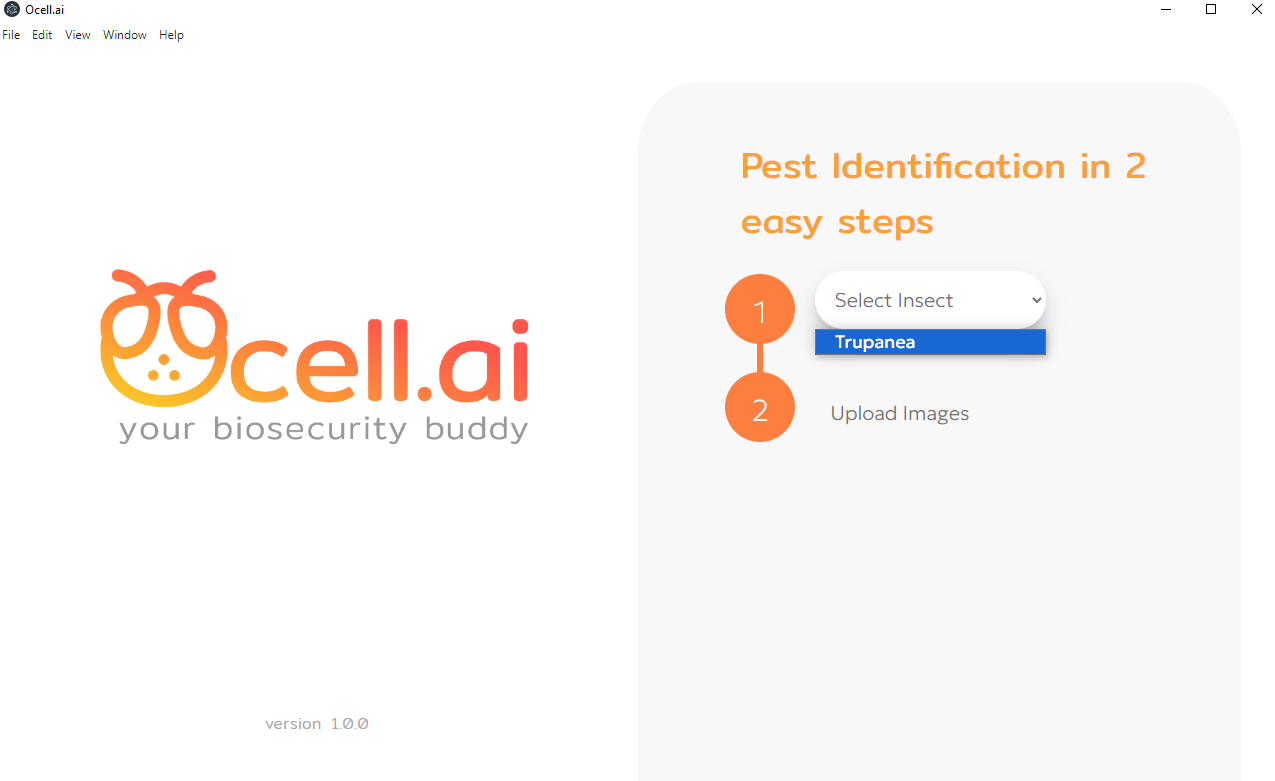 Ocell.ai
File Edit View Window Help
Ocell.ai
your biosecurity buddy
version 1.0.0
Pest Identification in 2
easy steps
1
Select Insect
Trupanea
2
Upload Images